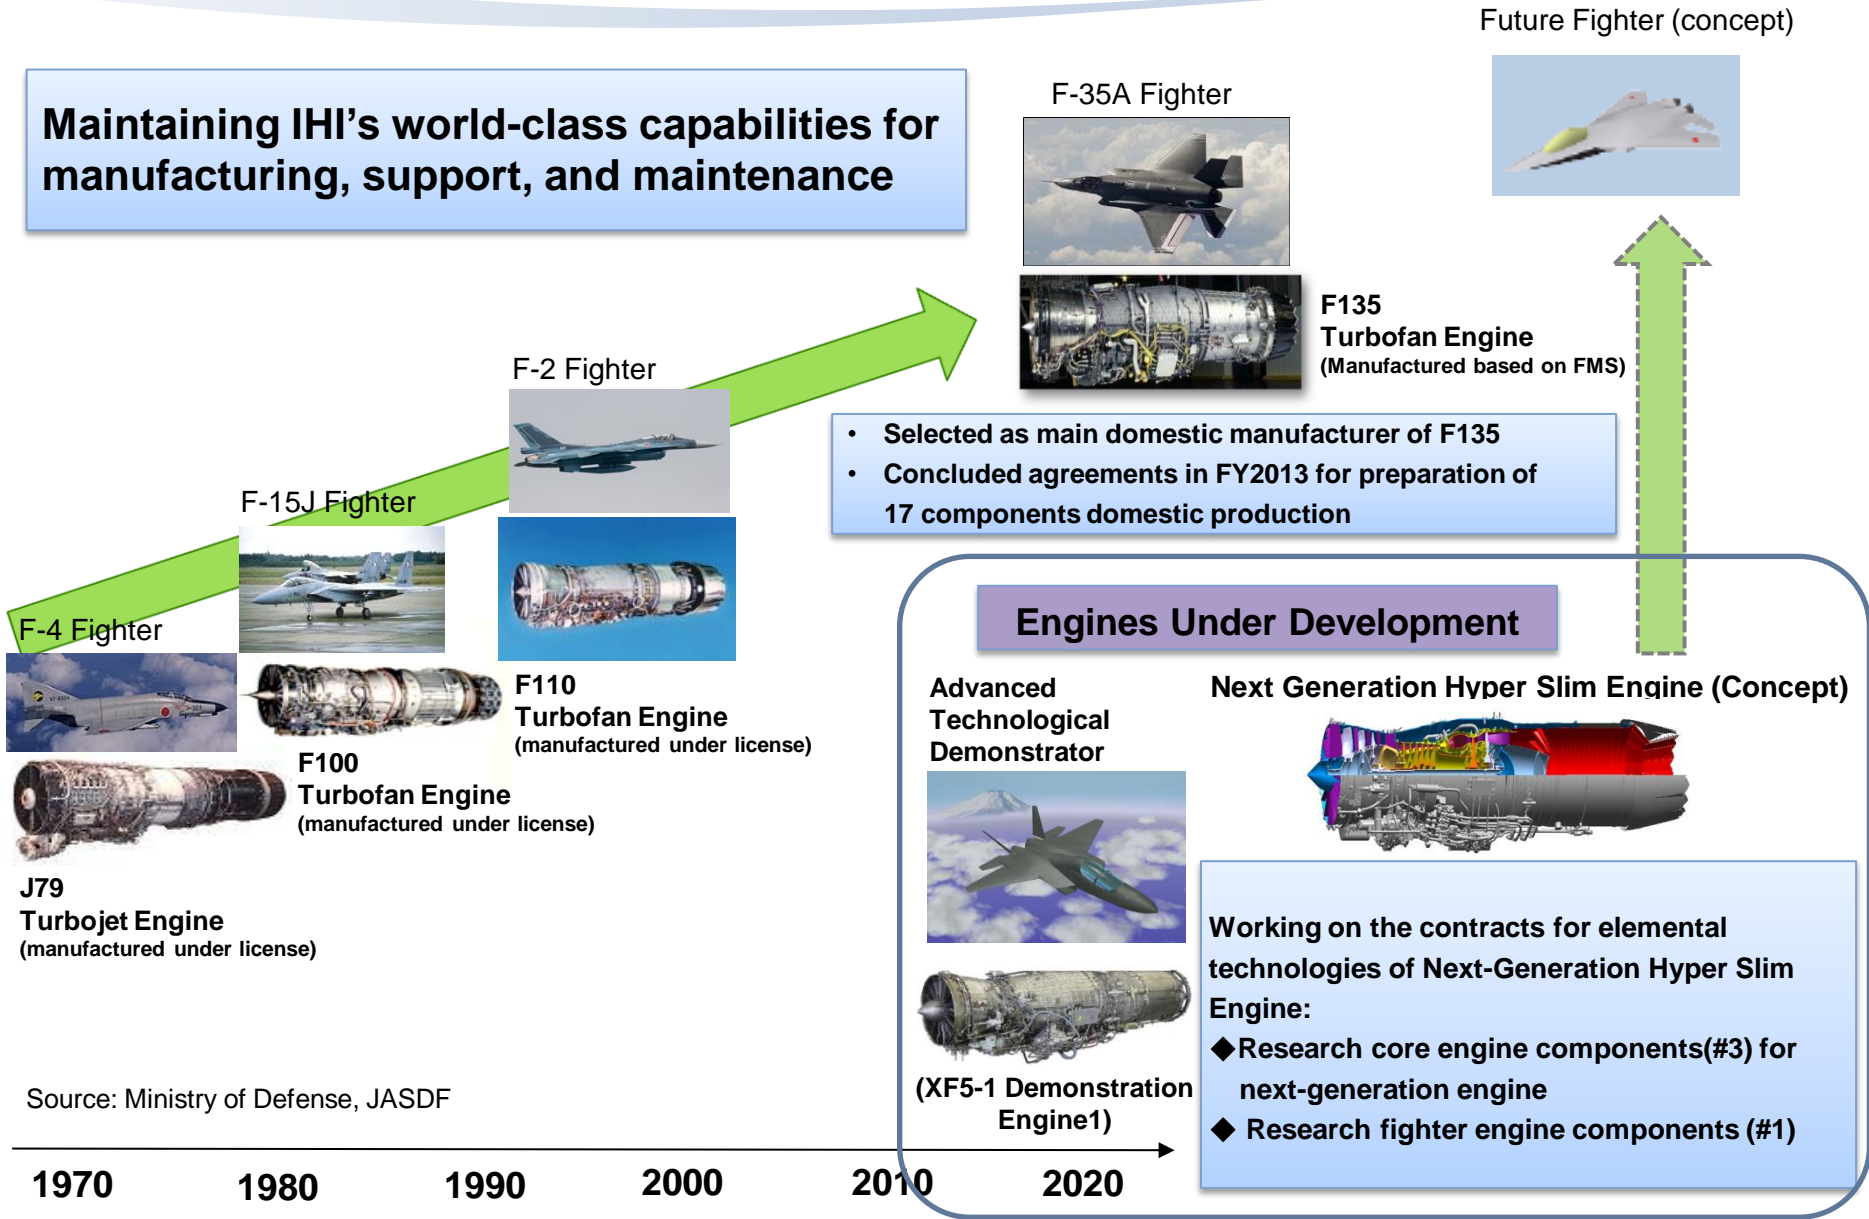 Future Fighter (concept)
Maintaining IHI’s world-class capabilities for
manufacturing, support, and maintenance
F-35A Fighter
F135
Turbofan Engine
(Manufactured based on FMS)
F-2 Fighter
• Selected as main domestic manufacturer of F135
• Concluded agreements in FY2013 for preparation of
17 components domestic production
F-15J Fighter
F-4 Fighter
F110
Turbofan Engine
(manufactured under license)
F100
Turbofan Engine
(manufactured under license)
J79
Turbojet Engine
(manufactured under license)
Engines Under Development
Advanced
Technological
Demonstrator
Next Generation Hyper Slim Engine (Concept)
(XF5-1 Demonstration
Engine1)
Working on the contracts for elemental
technologies of Next-Generation Hyper Slim
Engine:
◆Research core engine components(#3) for
next-generation engine
◆ Research fighter engine components (#1)
Source: Ministry of Defense, JASDF
1970 1980 1990 2000 2010 2020